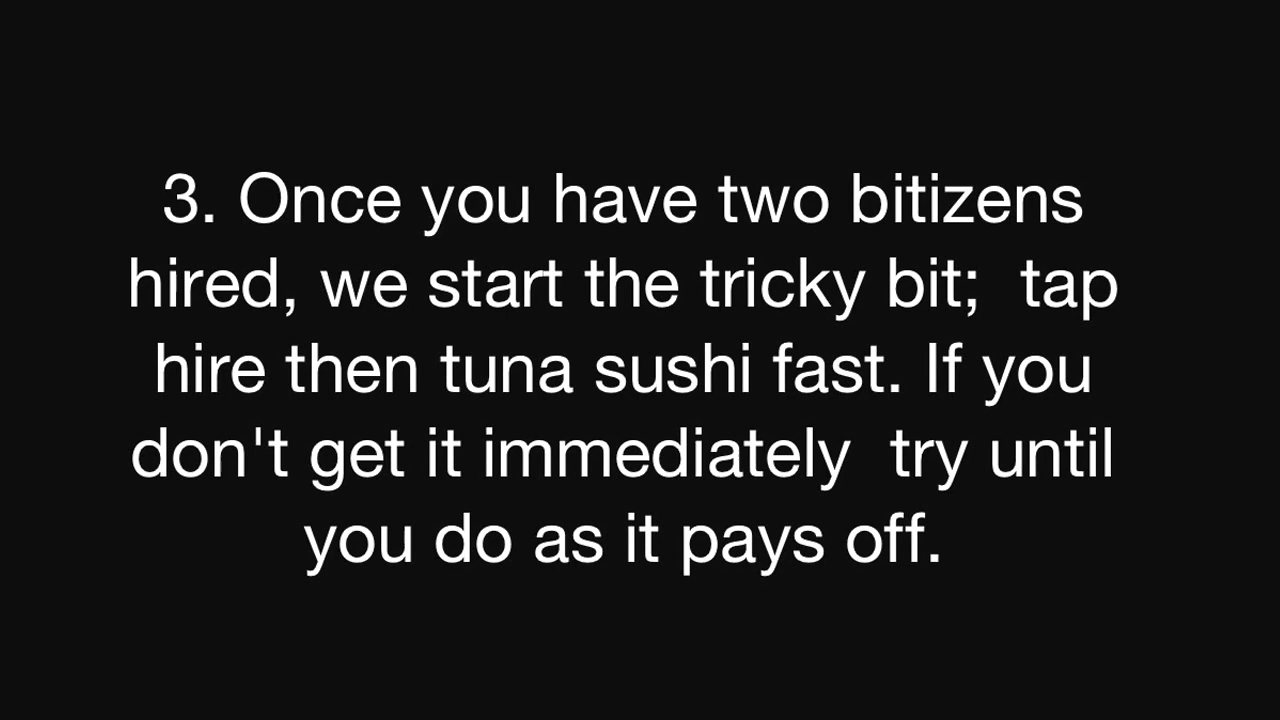 3. Once you have two bitizens
hired, we start the tricky bit;  tap
hire then tuna sushi fast. If you
don't get it immediately  try until
you do as it pays off.